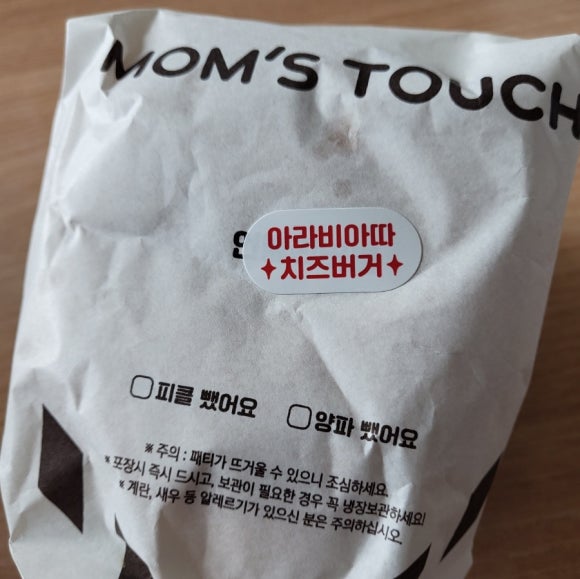 MOM'S TOUCH
아라비아따
치즈버거
피클 뺐어요
양파 뺐어요
※ 주의 : 패티가 뜨거울 수 있으니 조심하세요.
* 포장시 즉시 드시고, 보관이 필요한 경우 꼭 냉장보관하세요!
* 계란, 새우 등 알레르기가 있으신 분은 주의하십시오.